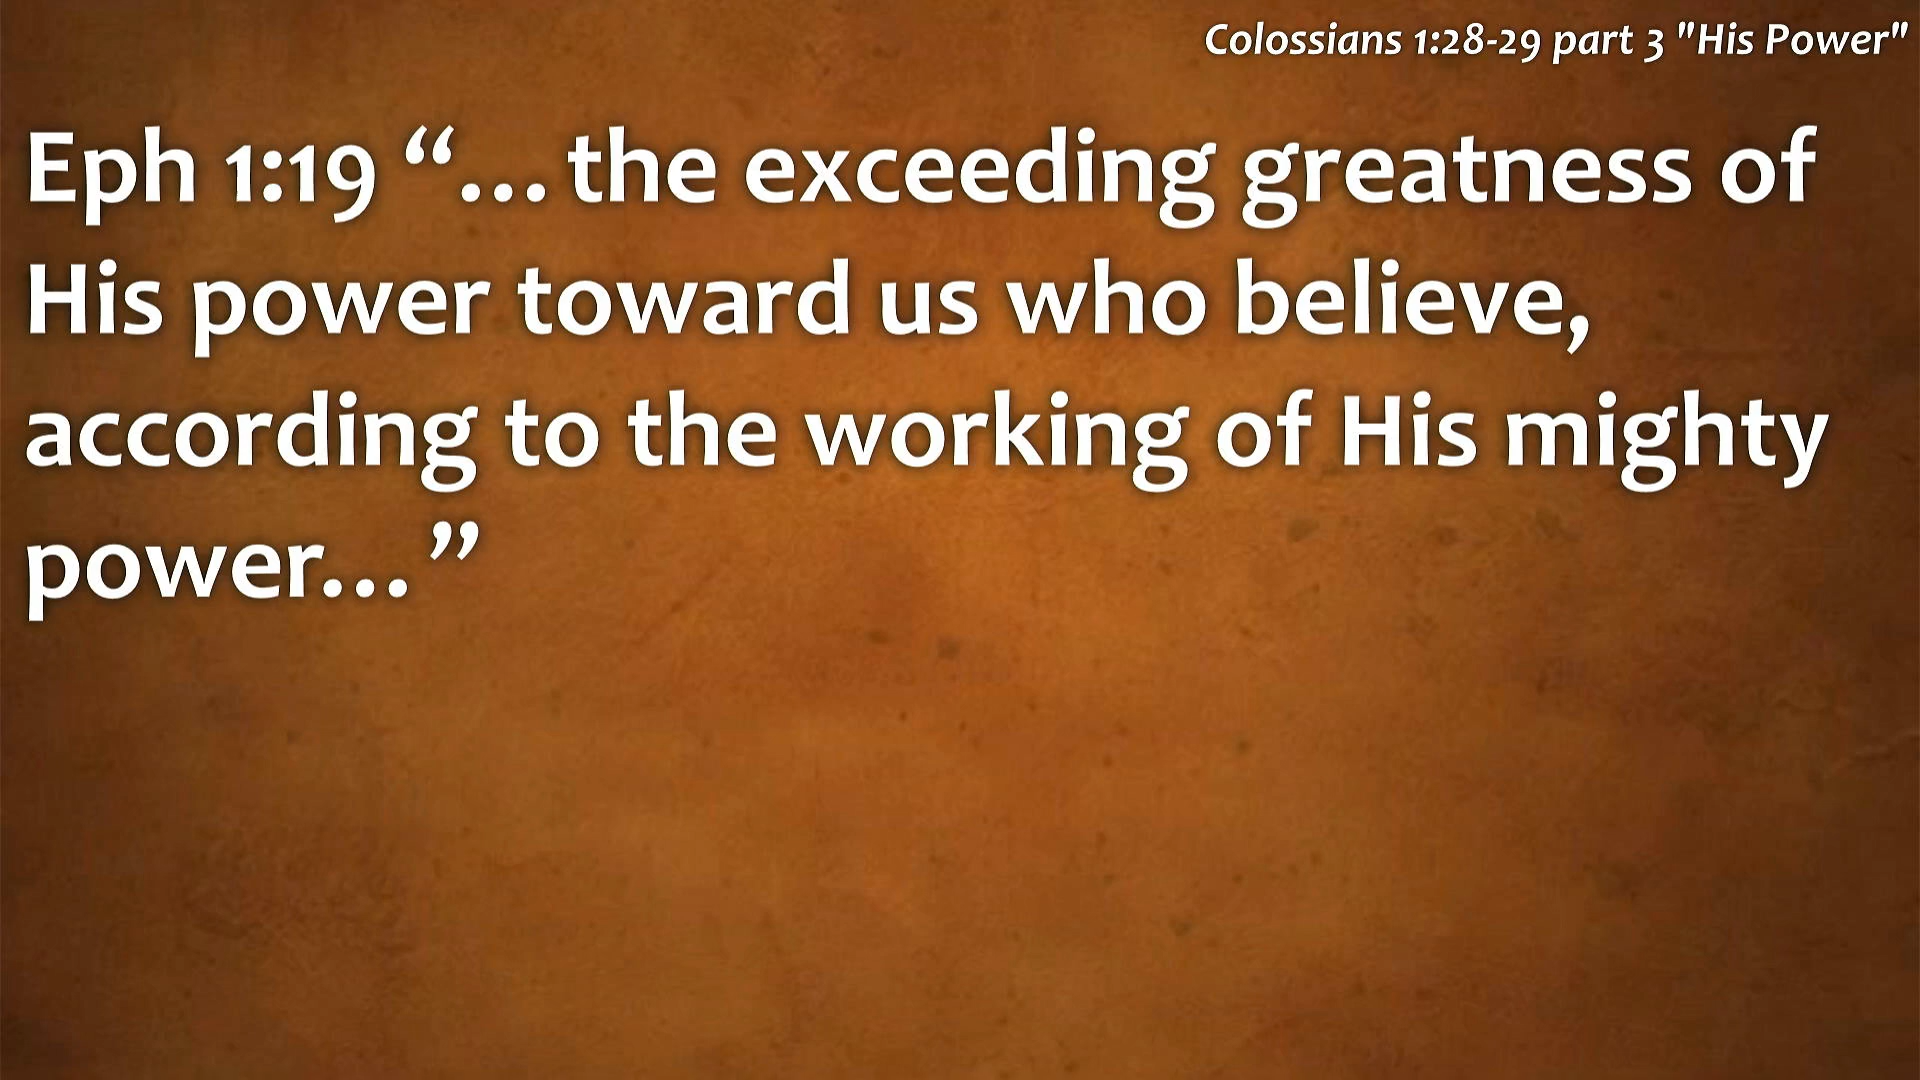 Colossians 1:28-29 part 3 "His Power"
Eph 1:19 “… the exceeding greatness of
His power toward us who believe,
according to the working of His mighty
power… ”